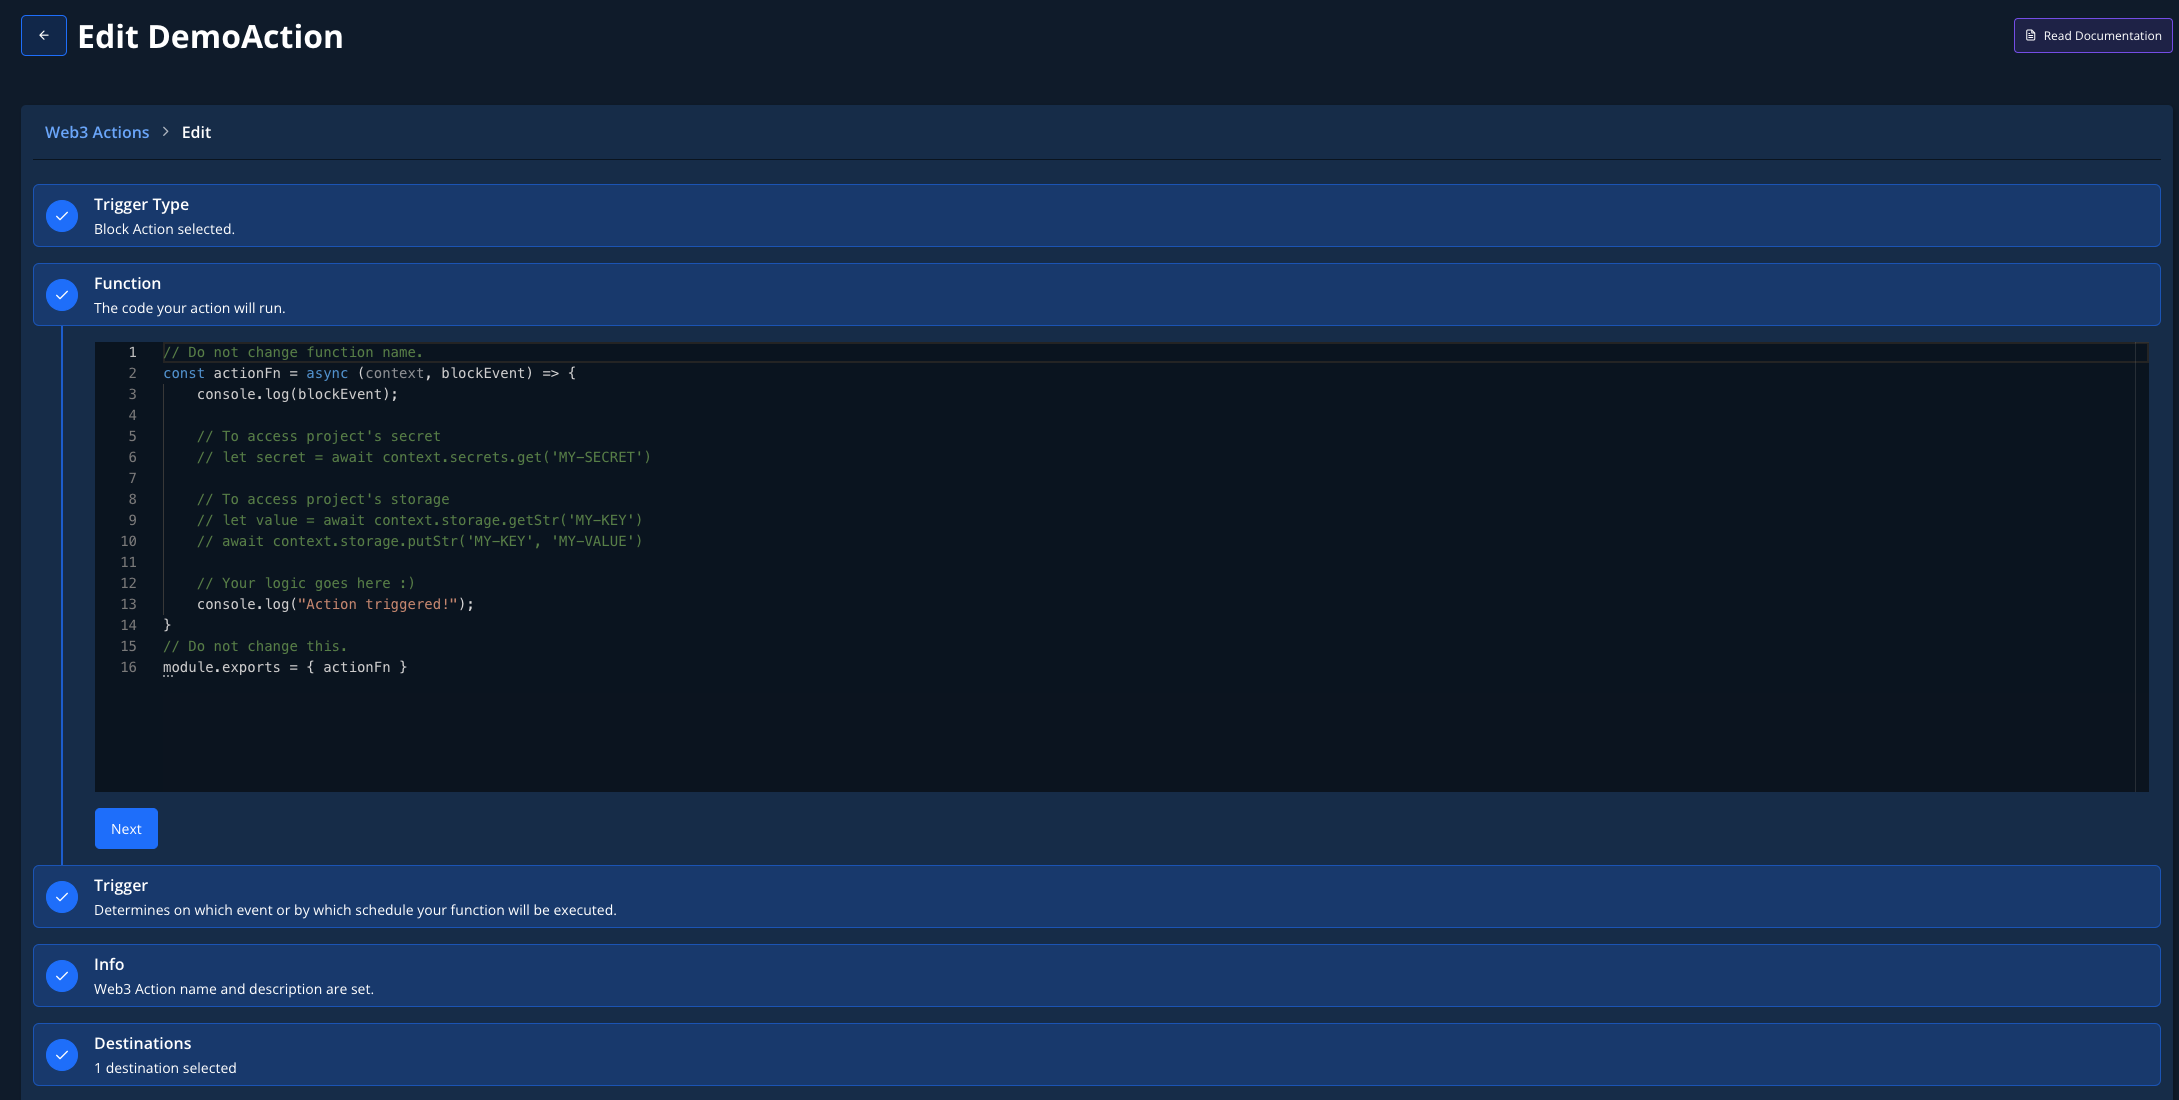 Edit DemoAction
Read Documentation
Web3 Actions > Edit
Trigger Type
Block Action selected.
Function
The code your action will run.
1 // Do not change function name.
2 const actionFn = async (context, blockEvent) => {
3     console.log(blockEvent);
4
5     // To access project's secret
6     // let secret = await context.secrets.get('MY-SECRET')
7
8     // To access project's storage
9     // let value = await context.storage.getStr('MY-KEY')
10     // await context.storage.putStr('MY-KEY', 'MY-VALUE')
11
12     // Your logic goes here :)
13     console.log("Action triggered!");
14 }
15 // Do not change this.
16 module.exports = { actionFn }
Next
Trigger
Determines on which event or by which schedule your function will be executed.
Info
Web3 Action name and description are set.
Destinations
1 destination selected